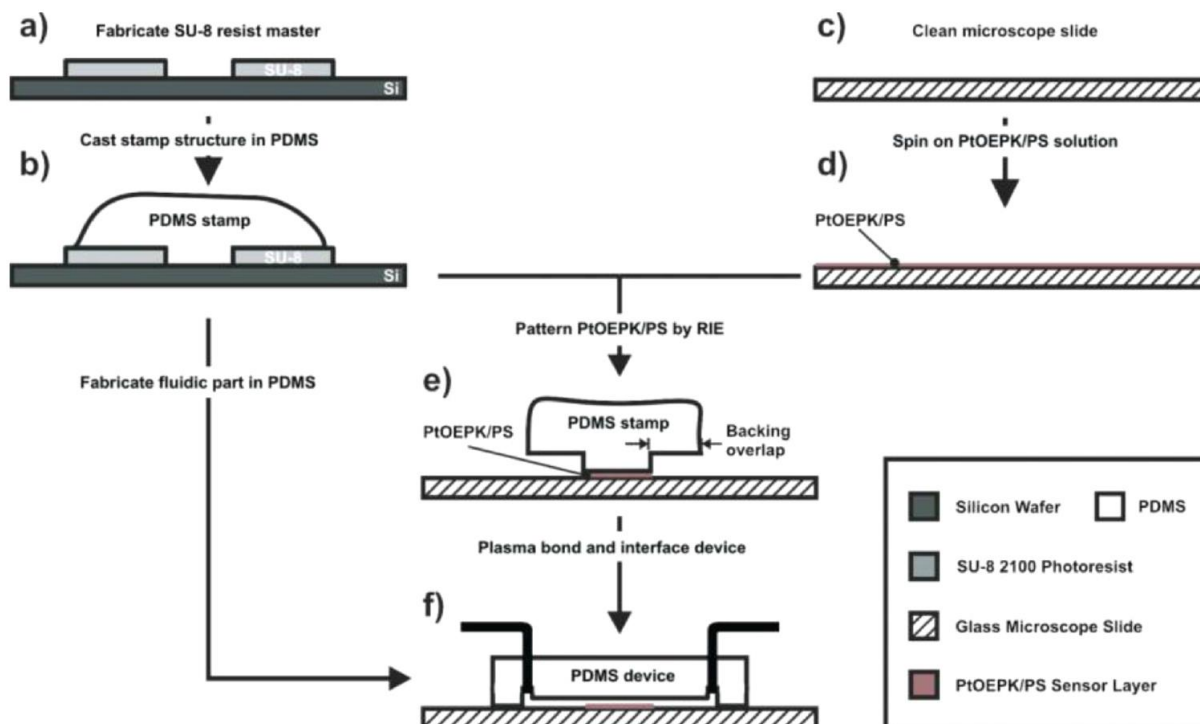 a)
Fabricate SU-8 resist master
SU-8
Si
Cast stamp structure in PDMS
b)
PDMS stamp
SU-8
Si
Fabricate fluidic part in PDMS
c)
Clean microscope slide
Spin on PtOEPK/PS solution
d)
PtOEPK/PS
Pattern PtOEPK/PS by RIE
e)
PDMS stamp
PtOEPK/PS
Backing
overlap
Plasma bond and interface device
f)
PDMS device
Silicon Wafer
PDMS
SU-8 2100 Photoresist
Glass Microscope Slide
PtOEPK/PS Sensor Layer